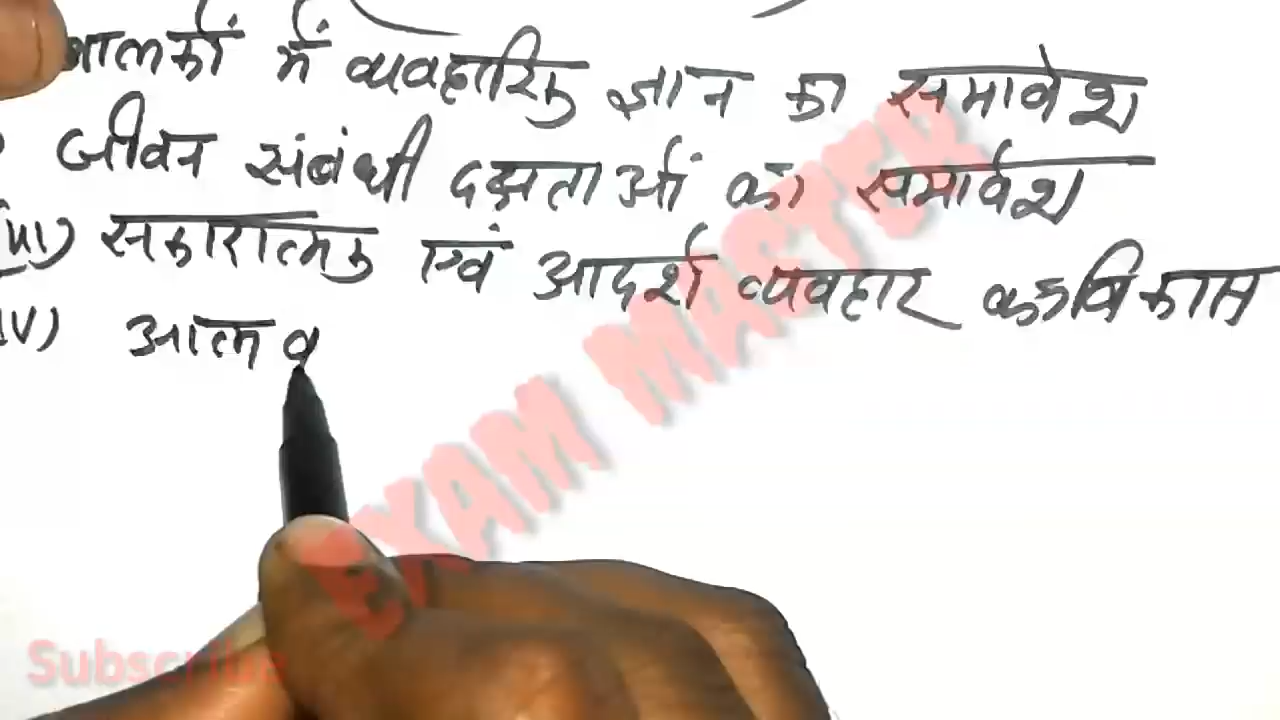 बालकों में व्यवहारिक ज्ञान का समावेश
जीवन संबंधी दक्षताओं का समावेश
(iii) सकारात्मक एवं आदर्श व्यवहार का विकास
iv) आत्म व
EXAM MASTER
Subscribe